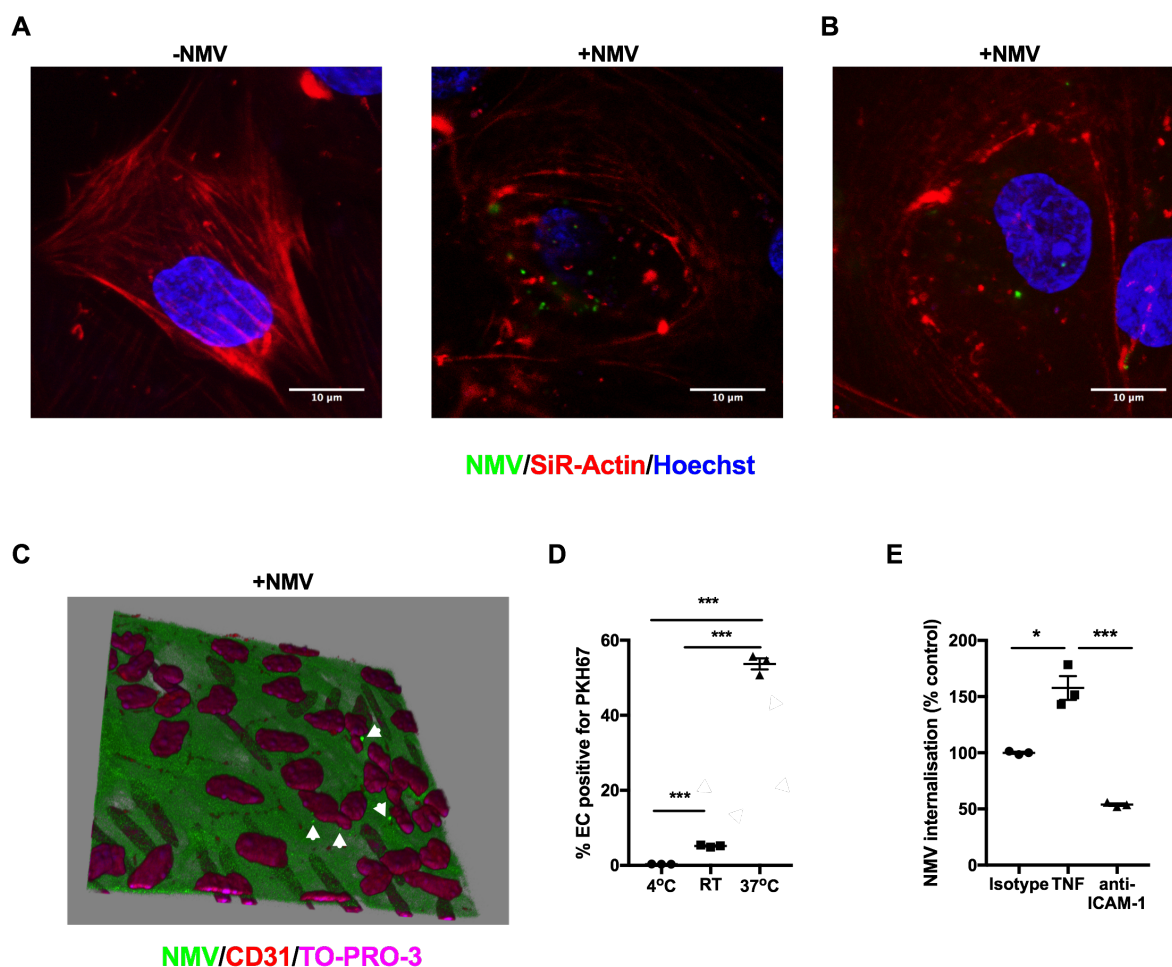 A
B
-NMV
+NMV
+NMV
10 μm
10 μm
10 μm
NMV/SiR-Actin/Hoechst
C
D
E
+NMV
NMV/CD31/TO-PRO-3
% EC positive for PKH67
60
40
20
0
***
***
***
4°C RT 37°C
NMV internalisation (% control)
200
150
100
50
0
* ***
Isotype TNF anti-
ICAM-1